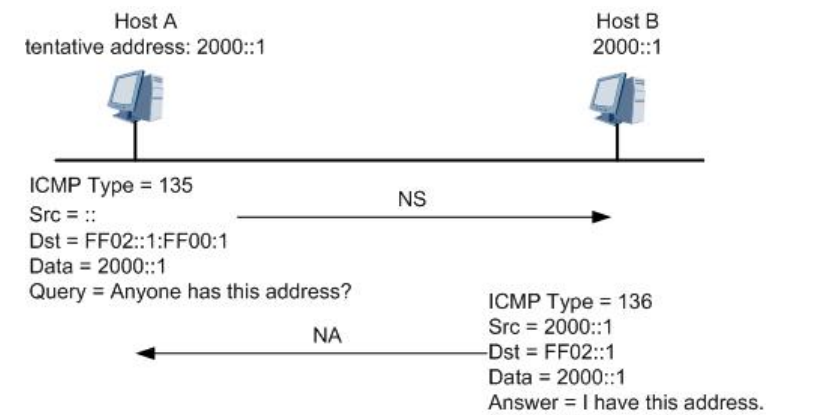 Host A
tentative address: 2000::1
Host B
2000::1
ICMP Type = 135
Src = ::
Dst = FF02::1:FF00:1
Data = 2000::1
Query = Anyone has this address?
NS
ICMP Type = 136
Src = 2000::1
Dst = FF02::1
Data = 2000::1
Answer = I have this address.
NA